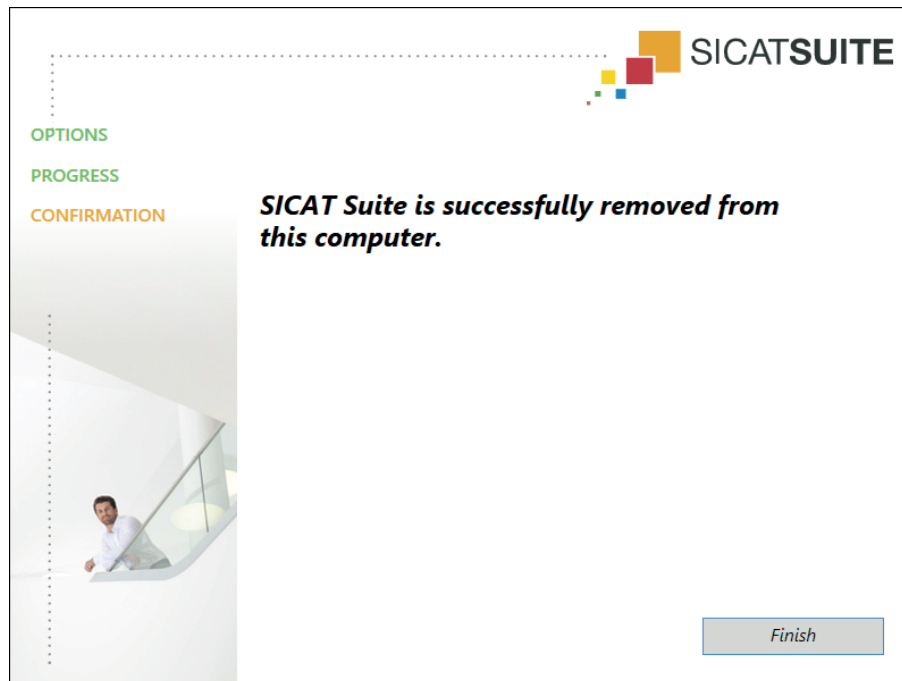 SICATSUITE
OPTIONS
PROGRESS
CONFIRMATION
SICAT Suite is successfully removed from
this computer.
Finish